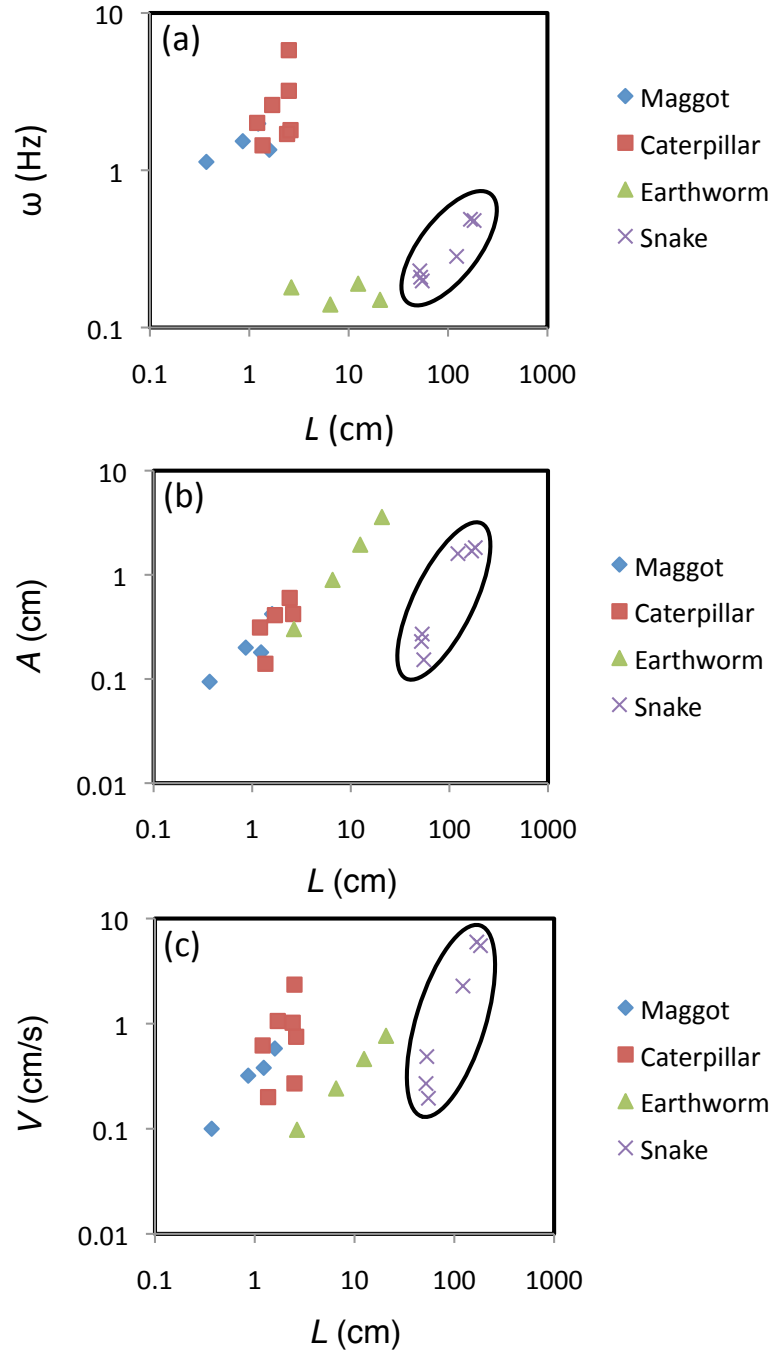 (a)
10
1
0.1
ω (Hz)
0.1 1 10 100 1000
L (cm)
Maggot
Caterpillar
Earthworm
Snake
(b)
10
1
0.1
0.01
A (cm)
0.1 1 10 100 1000
L (cm)
Maggot
Caterpillar
Earthworm
Snake
(c)
10
1
0.1
0.01
V (cm/s)
0.1 1 10 100 1000
L (cm)
Maggot
Caterpillar
Earthworm
Snake